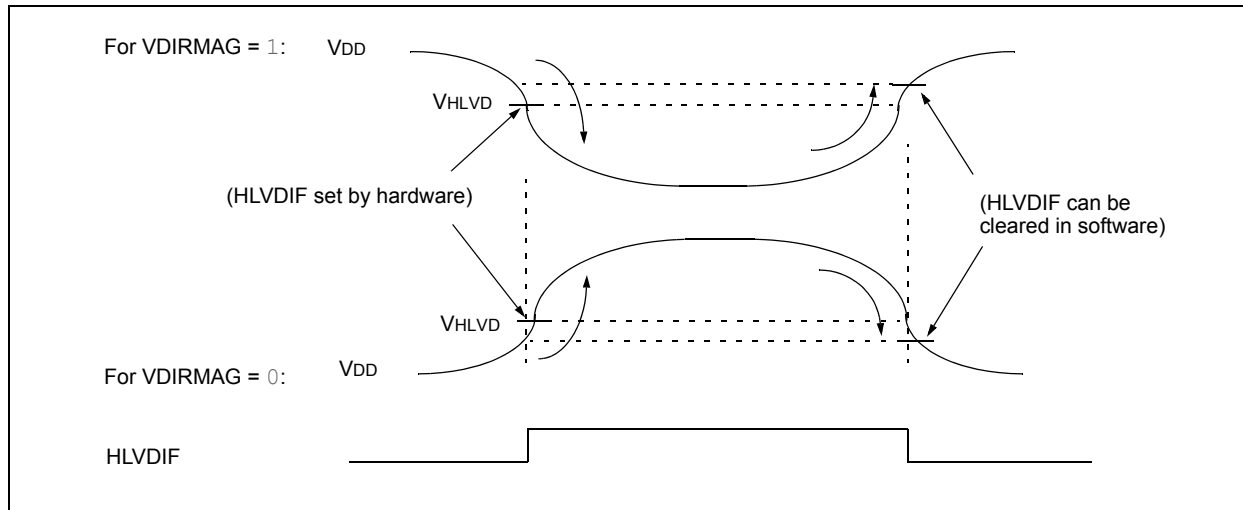 For VDIRMAG = 1:
VDD
VHLVD
(HLVDIF set by hardware)
(HLVDIF can be
cleared in software)
VHLVD
VDD
For VDIRMAG = 0:
HLVDIF